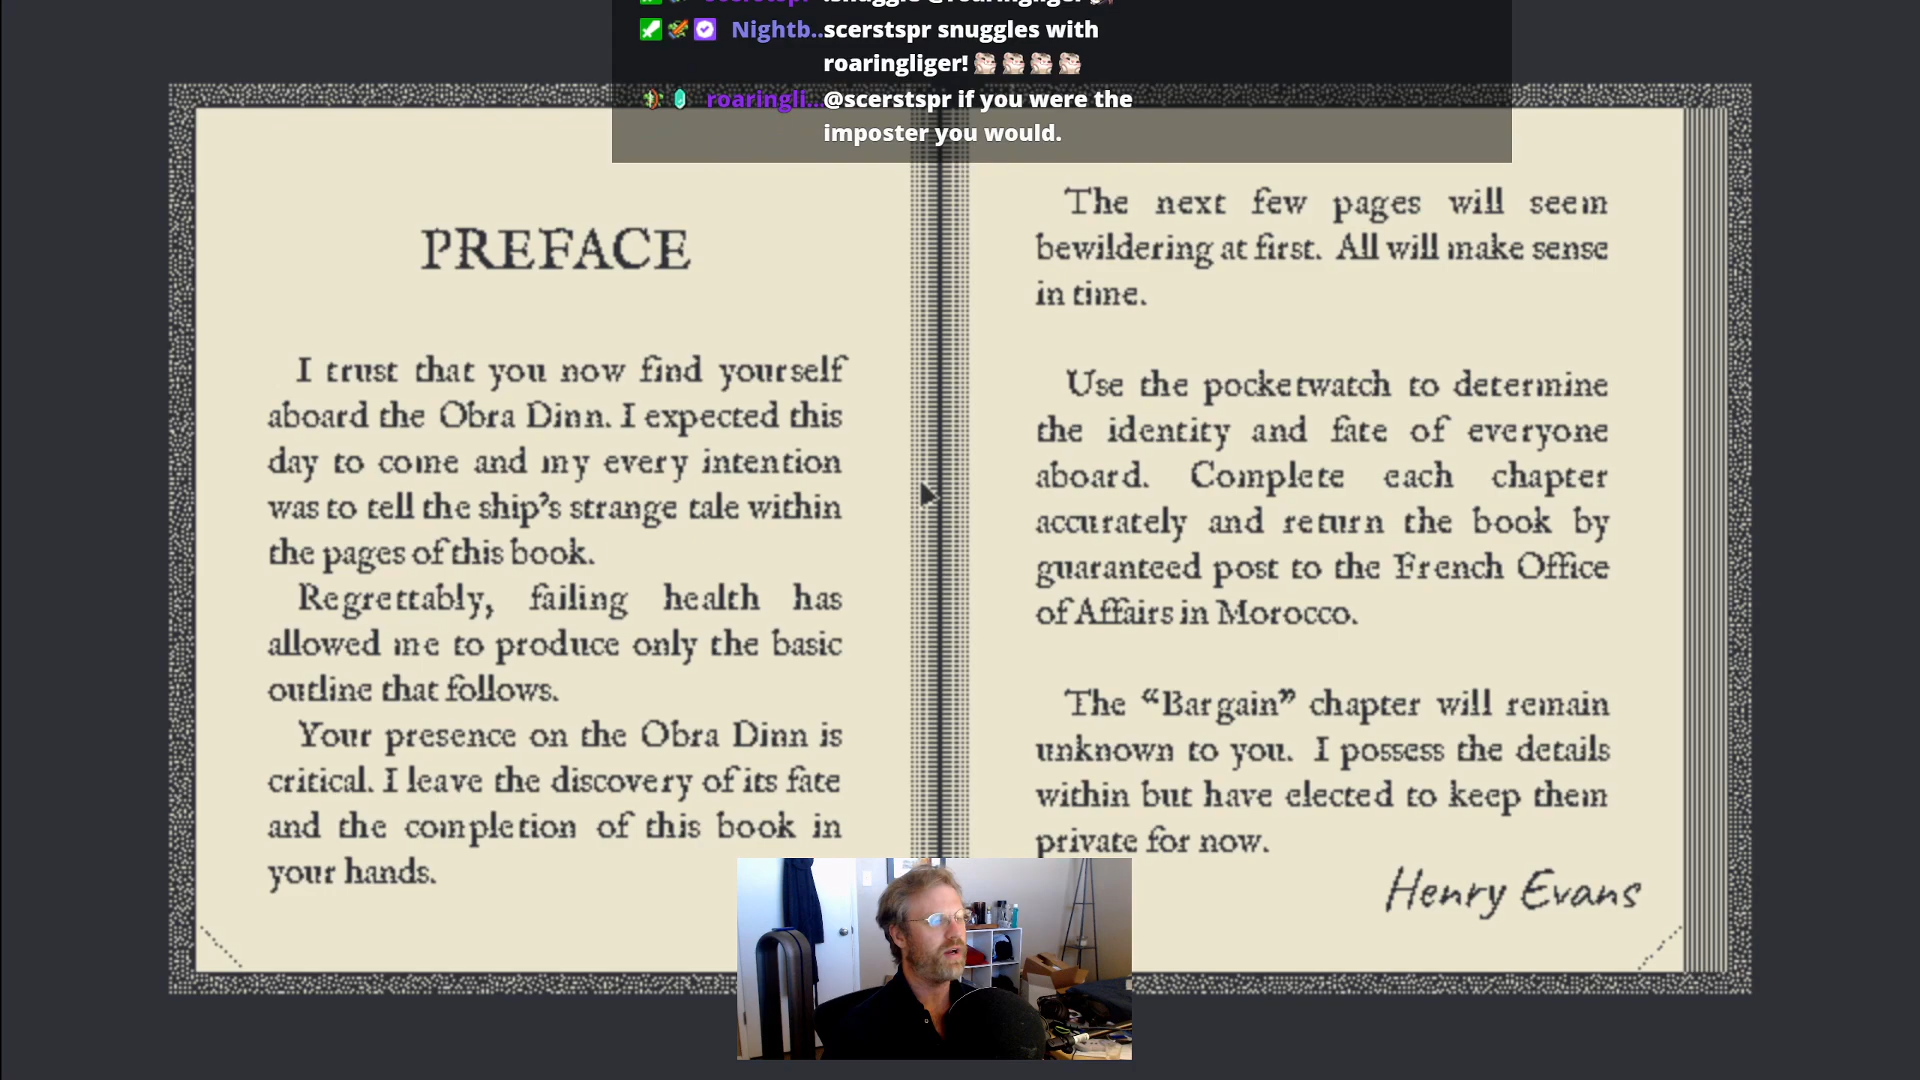 Nightb..scerstspr snuggles with
roaringliger!
roaringli...@scerstspr if you were the
imposter you would.
PREFACE
I trust that you now find yourself
aboard the Obra Dinn. I expected this
day to come and my every intention
was to tell the ship's strange tale within
the pages of this book.
Regrettably, failing health has
allowed me to produce only the basic
outline that follows.
Your presence on the Obra Dinn is
critical. I leave the discovery of its fate
and the completion of this book in
your hands.
The next few pages will seem
bewildering at first. All will make sense
in time.
Use the pocketwatch to determine
the identity and fate of everyone
aboard. Complete each chapter
accurately and return the book by
guaranteed post to the French Office
of Affairs in Morocco.
The “Bargain” chapter will remain
unknown to you. I possess the details
within but have elected to keep them
private for now.
Henry Evans